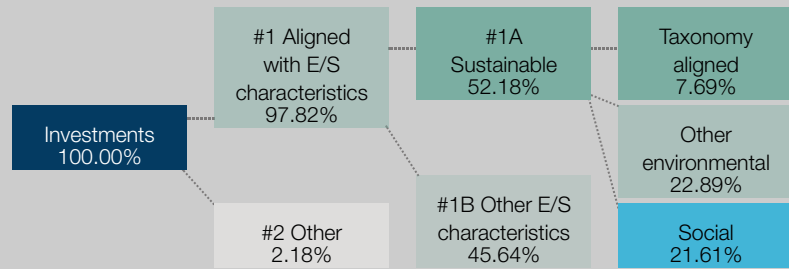 Investments
100.00%
#1 Aligned
with E/S
characteristics
97.82%
#2 Other
2.18%
#1A
Sustainable
52.18%
#1B Other E/S
characteristics
45.64%
Taxonomy
aligned
7.69%
Other
environmental
22.89%
Social
21.61%